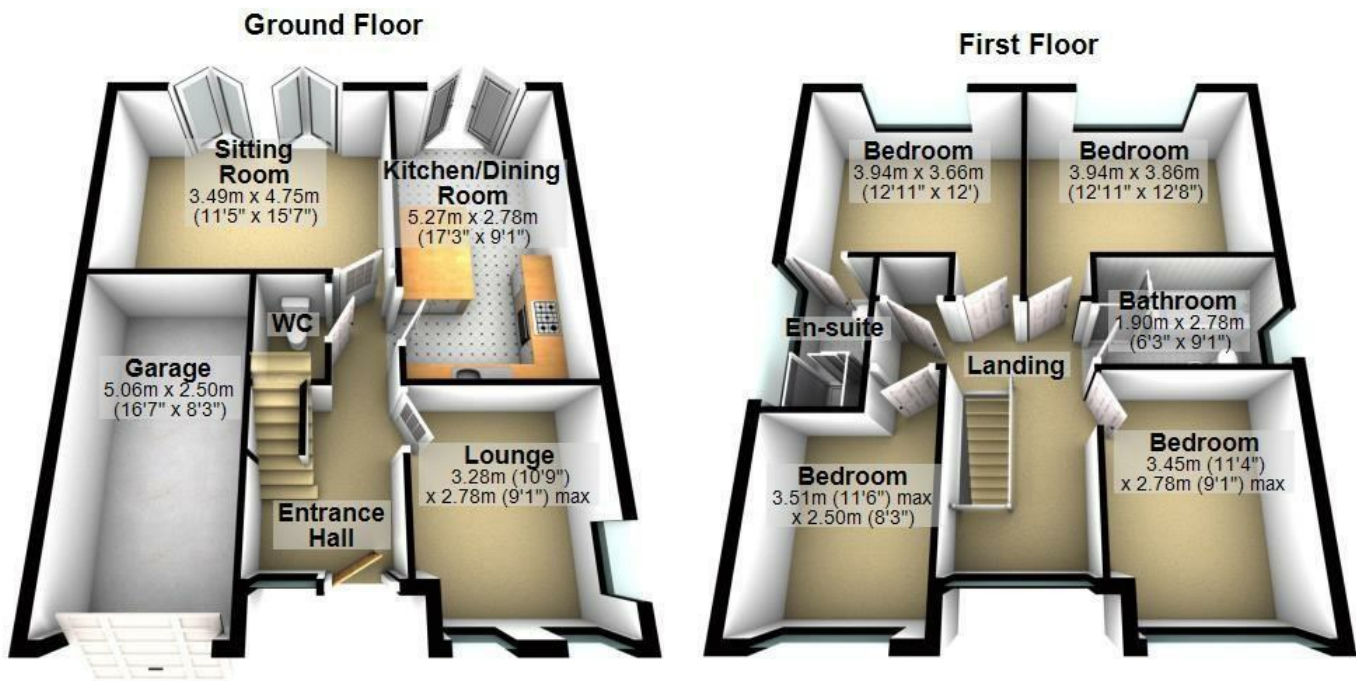 Ground Floor
Sitting
Room
3.49m x 4.75m
(11'5" x 15'7")
Kitchen/Dining
Room
5.27m x 2.78m
(17'3" x 9'1")
WC
Garage
5.06m x 2.50m
(16'7" x 8'3")
Lounge
3.28m (10'9")
x 2.78m (9'1") max
Entrance
Hall
First Floor
Bedroom
3.94m x 3.66m
(12'11" x 12')
Bedroom
3.94m x 3.86m
(12'11" x 12'8")
En-suite
Bathroom
1.90m x 2.78m
(6'3" x 9'1")
Landing
Bedroom
3.51m (11'6") max
x 2.50m (8'3")
Bedroom
3.45m (11'4")
x 2.78m (9'1") max